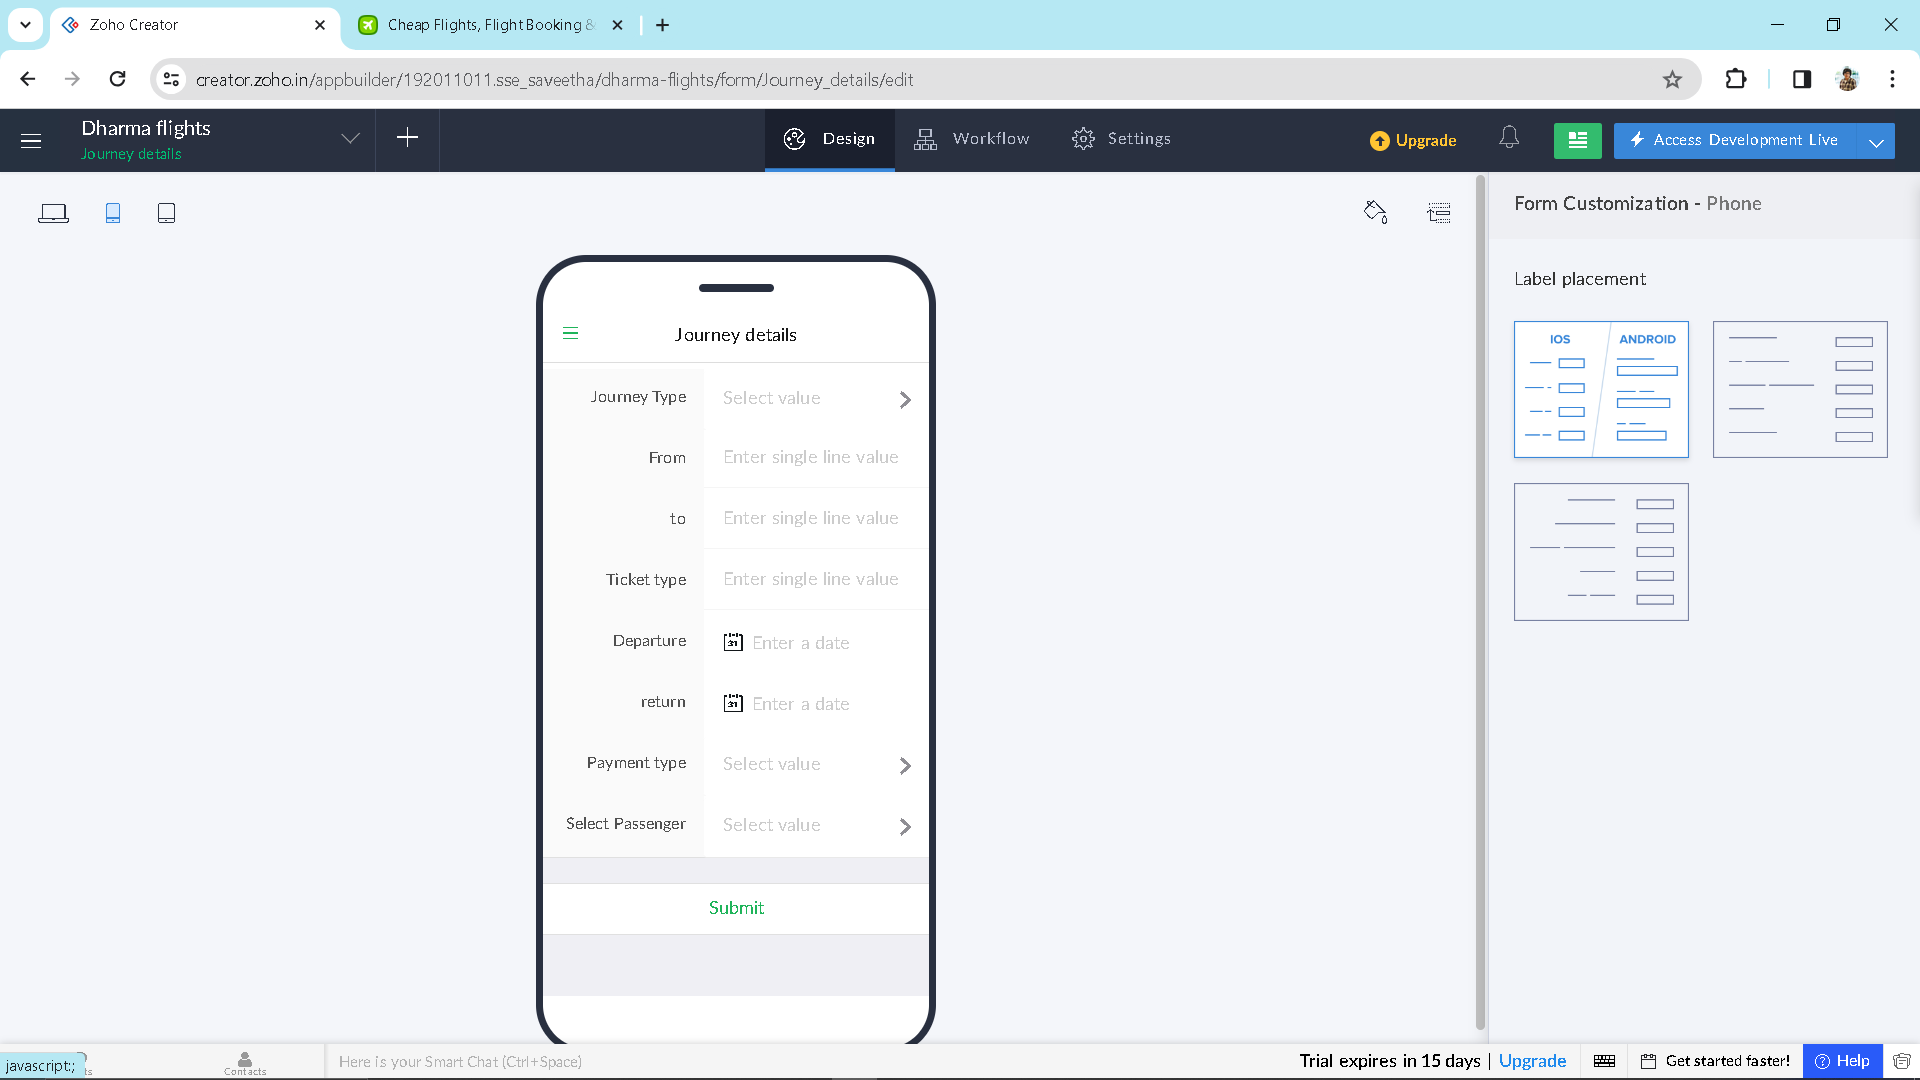 Zoho Creator
Cheap Flights, Flight Booking &
creator.zoho.in/appbuilder/192011011.sse_saveetha/dharma-flights/form/Journey_details/edit
Dharma flights
Journey details
Design
Workflow
Settings
Upgrade
Access Development Live
Form Customization - Phone
Label placement
IOS
ANDROID
Journey details
Journey Type
Select value
From
Enter single line value
to
Enter single line value
Ticket type
Enter single line value
Departure
31
Enter a date
return
31
Enter a date
Payment type
Select value
Select Passenger
Select value
Submit
javascript:;
ts
Contacts
Here is your Smart Chat (Ctrl+Space)
Trial expires in 15 days | Upgrade
Get started faster!
Help